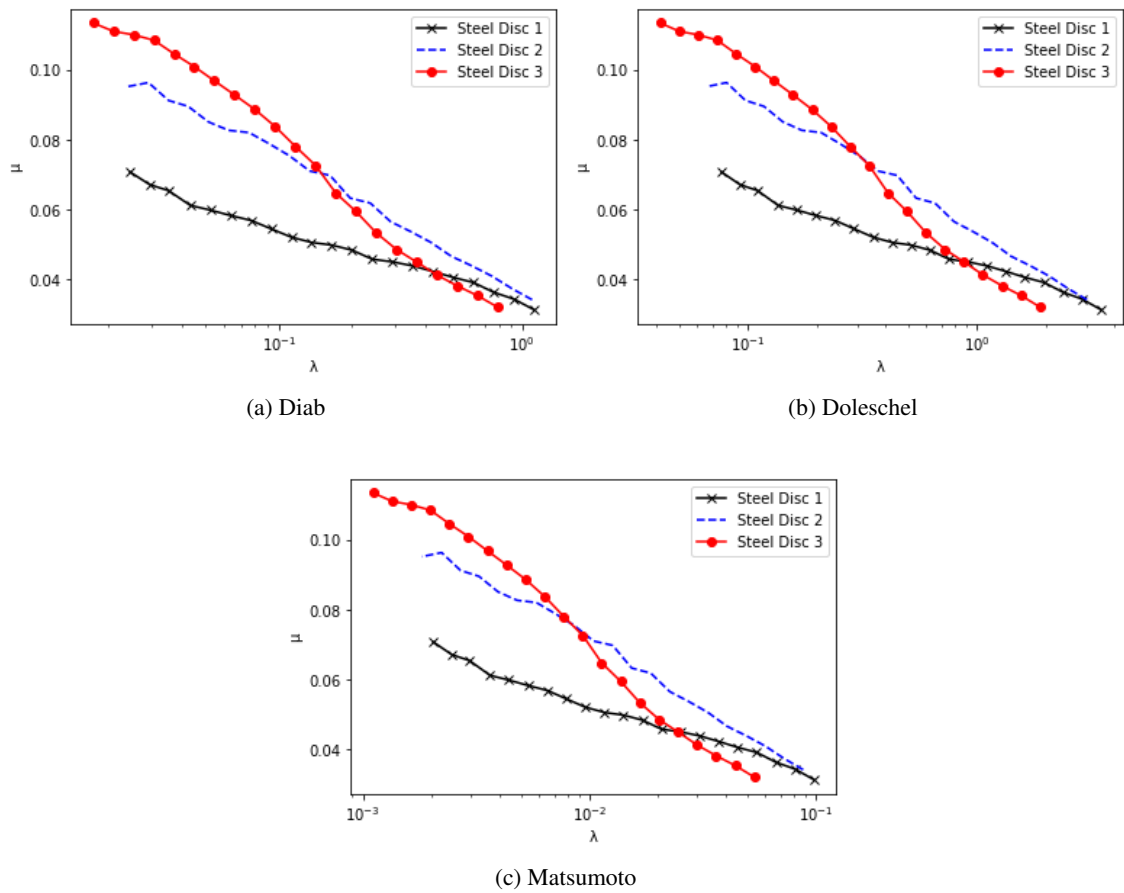 Steel Disc 1
Steel Disc 2
Steel Disc 3
0.10
0.08
0.06
0.04
μ
10⁻¹ 10⁰
λ
(a) Diab
Steel Disc 1
Steel Disc 2
Steel Disc 3
0.10
0.08
0.06
0.04
μ
10⁻¹ 10⁰
λ
(b) Doleschel
Steel Disc 1
Steel Disc 2
Steel Disc 3
0.10
0.08
0.06
0.04
μ
10⁻³ 10⁻² 10⁻¹
λ
(c) Matsumoto